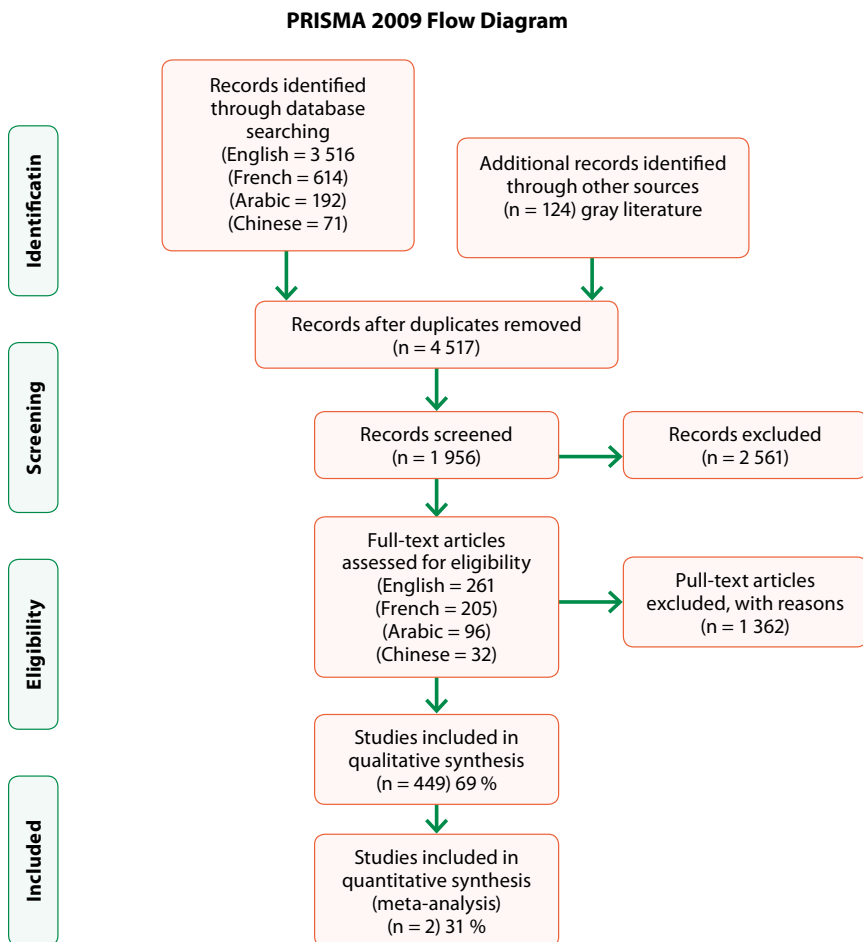 PRISMA 2009 Flow Diagram
Identificatin
Records identified
through database
searching
(English = 3 516
(French = 614)
(Arabic = 192)
(Chinese = 71)
Additional records identified
through other sources
(n = 124) gray literature
Records after duplicates removed
(n = 4 517)
Screening
Records screened
(n = 1 956)
Records excluded
(n = 2 561)
Eligibility
Full-text articles
assessed for eligibility
(English = 261
(French = 205)
(Arabic = 96)
(Chinese = 32)
Pull-text articles
excluded, with reasons
(n = 1 362)
Included
Studies included in
qualitative synthesis
(n = 449) 69 %
Studies included in
quantitative synthesis
(meta-analysis)
(n = 2) 31 %